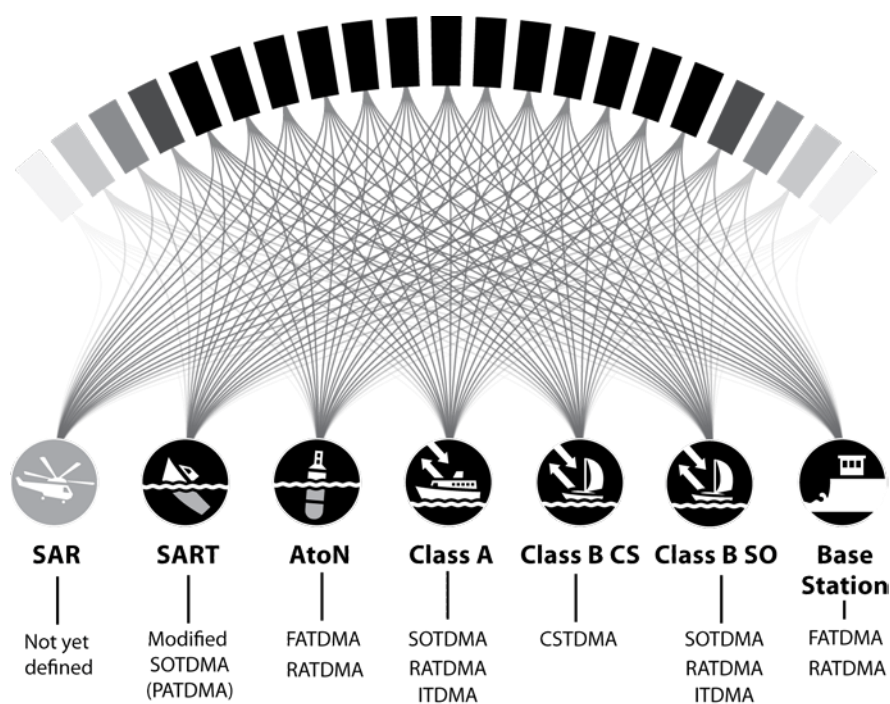 SAR
SART
AtoN
Class A
Class B CS
Class B SO
Base
Station
Not yet
defined
Modified
SOTDMA
(PATDMA)
FATDMA
RATDMA
SOTDMA
RATDMA
ITDMA
CSTDMA
SOTDMA
RATDMA
ITDMA
FATDMA
RATDMA